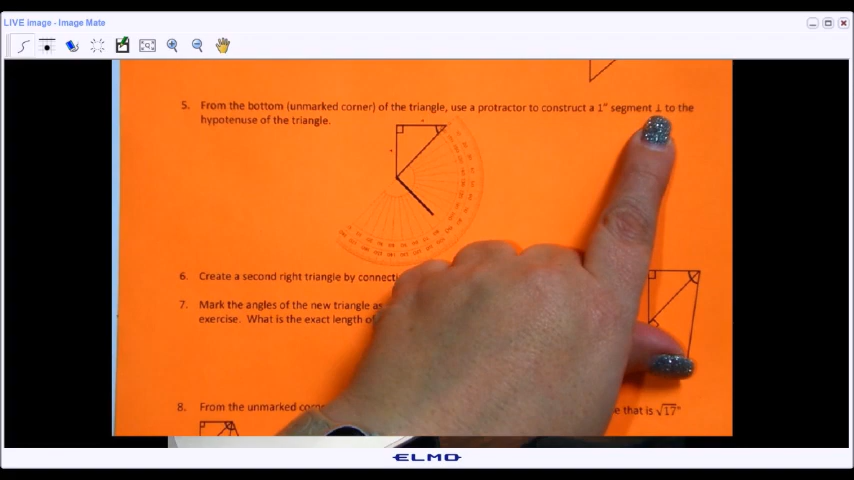 LIVE image - Image Mate
5. From the bottom (unmarked corner) of the triangle, use a protractor to construct a 1" segment ⊥ to the
hypotenuse of the triangle.
6. Create a second right triangle by
7. Mark the angles of the new triangle as
exercise. What is the exact length of
8. From the unmarked
e that is √17"
ELMO